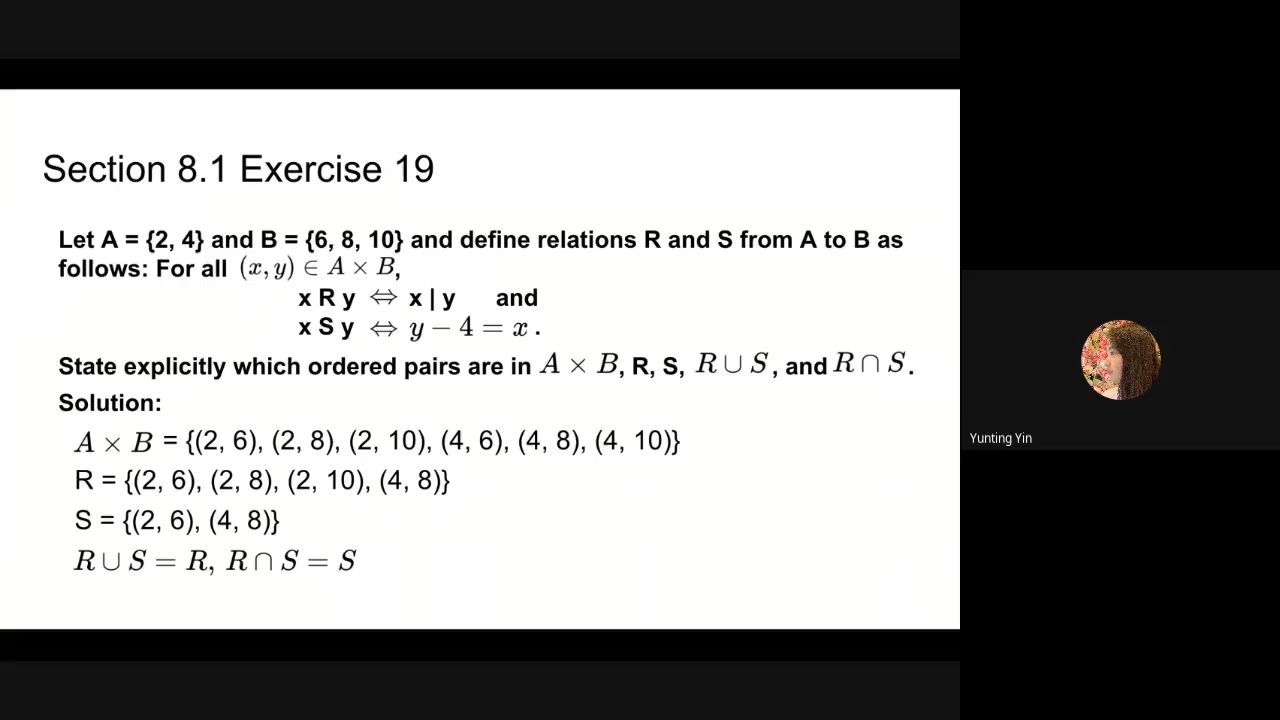 Section 8.1 Exercise 19
Let A = {2, 4} and B = {6, 8, 10} and define relations R and S from A to B as
follows: For all (x, y) ∈ A × B,
x R y ⇔ x | y and
x S y ⇔ y − 4 = x .
State explicitly which ordered pairs are in A × B, R, S, R ∪ S, and R ∩ S.
Solution:
A × B = {(2, 6), (2, 8), (2, 10), (4, 6), (4, 8), (4, 10)}
R = {(2, 6), (2, 8), (2, 10), (4, 8)}
S = {(2, 6), (4, 8)}
R ∪ S = R, R ∩ S = S
Yunting Yin